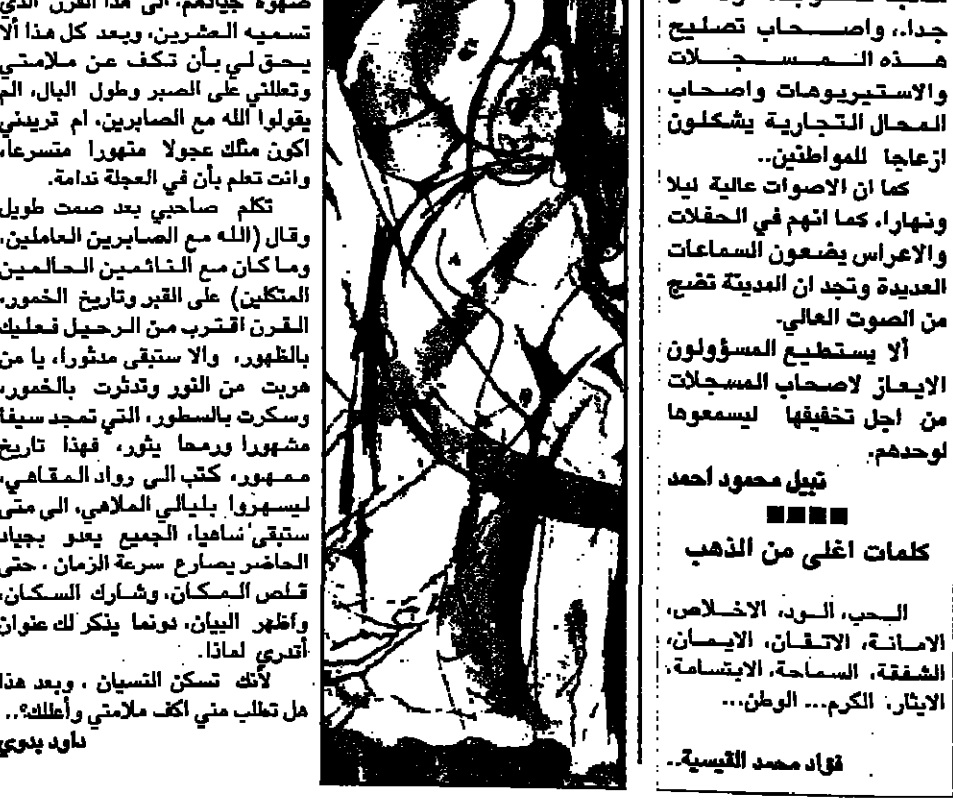 جدا.، واصحاب تصليح
هذه المسجلات
والاستيريوهات واصحاب
المحال التجارية يشكلون
ازعاجا للمواطنين..
كما ان الاصوات عالية ليلا
ونهارا. كما انهم في الحفلات
والاعراس يضعون السماعات
العديدة وتجد ان المدينة تضج
من الصوت العالي.
ألا يستطيع المسؤولون
الايعاز لاصحاب المسجلات
من اجل تخفيفها ليسمعوها
لوحدهم.
نبيل محمود احمد
كلمات اغلى من الذهب
الحب، الود، الاخلاص،
الامانة، الاتقان، الايمان،
الشفقة، السماحة، الابتسامة،
الايثار، الكرم... الوطن...
فؤاد محمد القيسية..
صهوة جيادهم، الى هذا القرن الذي
تسميه العشرين، وبعد كل هذا ألا
يحق لي بأن تكف عن ملامتي
وتعللني على الصبر وطول البال، الم
يقولوا الله مع الصابرين، ام تريدني
اكون مثلك عجولا متهورا متسرعا،
وانت تعلم بأن في العجلة ندامة.
تكلم صاحبي بعد صمت طويل
وقال (الله مع الصابرين العاملين،
وما كان مع النائمين الحالمين
المتكلين) على القبر وتاريخ الخمور،
القرن اقترب من الرحيل فعليك
بالظهور، والا ستبقى مدثورا، يا من
هربت من النور وتدثرت بالخمور،
وسكرت بالسطور، التي تمجد سيفا
مشهورا ورمحا يثور، فهذا تاريخ
ممهور، كتب الى رواد المقاهي،
ليسهروا بليالي الملاهي، الى متى
ستبقى ساهيا، الجميع يعدو بجياد
الحاضر يصارع سرعة الزمان، حتى
قلص المكان، وشارك السكان،
وأظهر البيان، دونما يذكر لك عنوان
أتدري لماذا.
لأنك تسكن النسيان، وبعد هذا
هل تطلب مني اكف ملامتي وأعللك؟..
داود بدوي